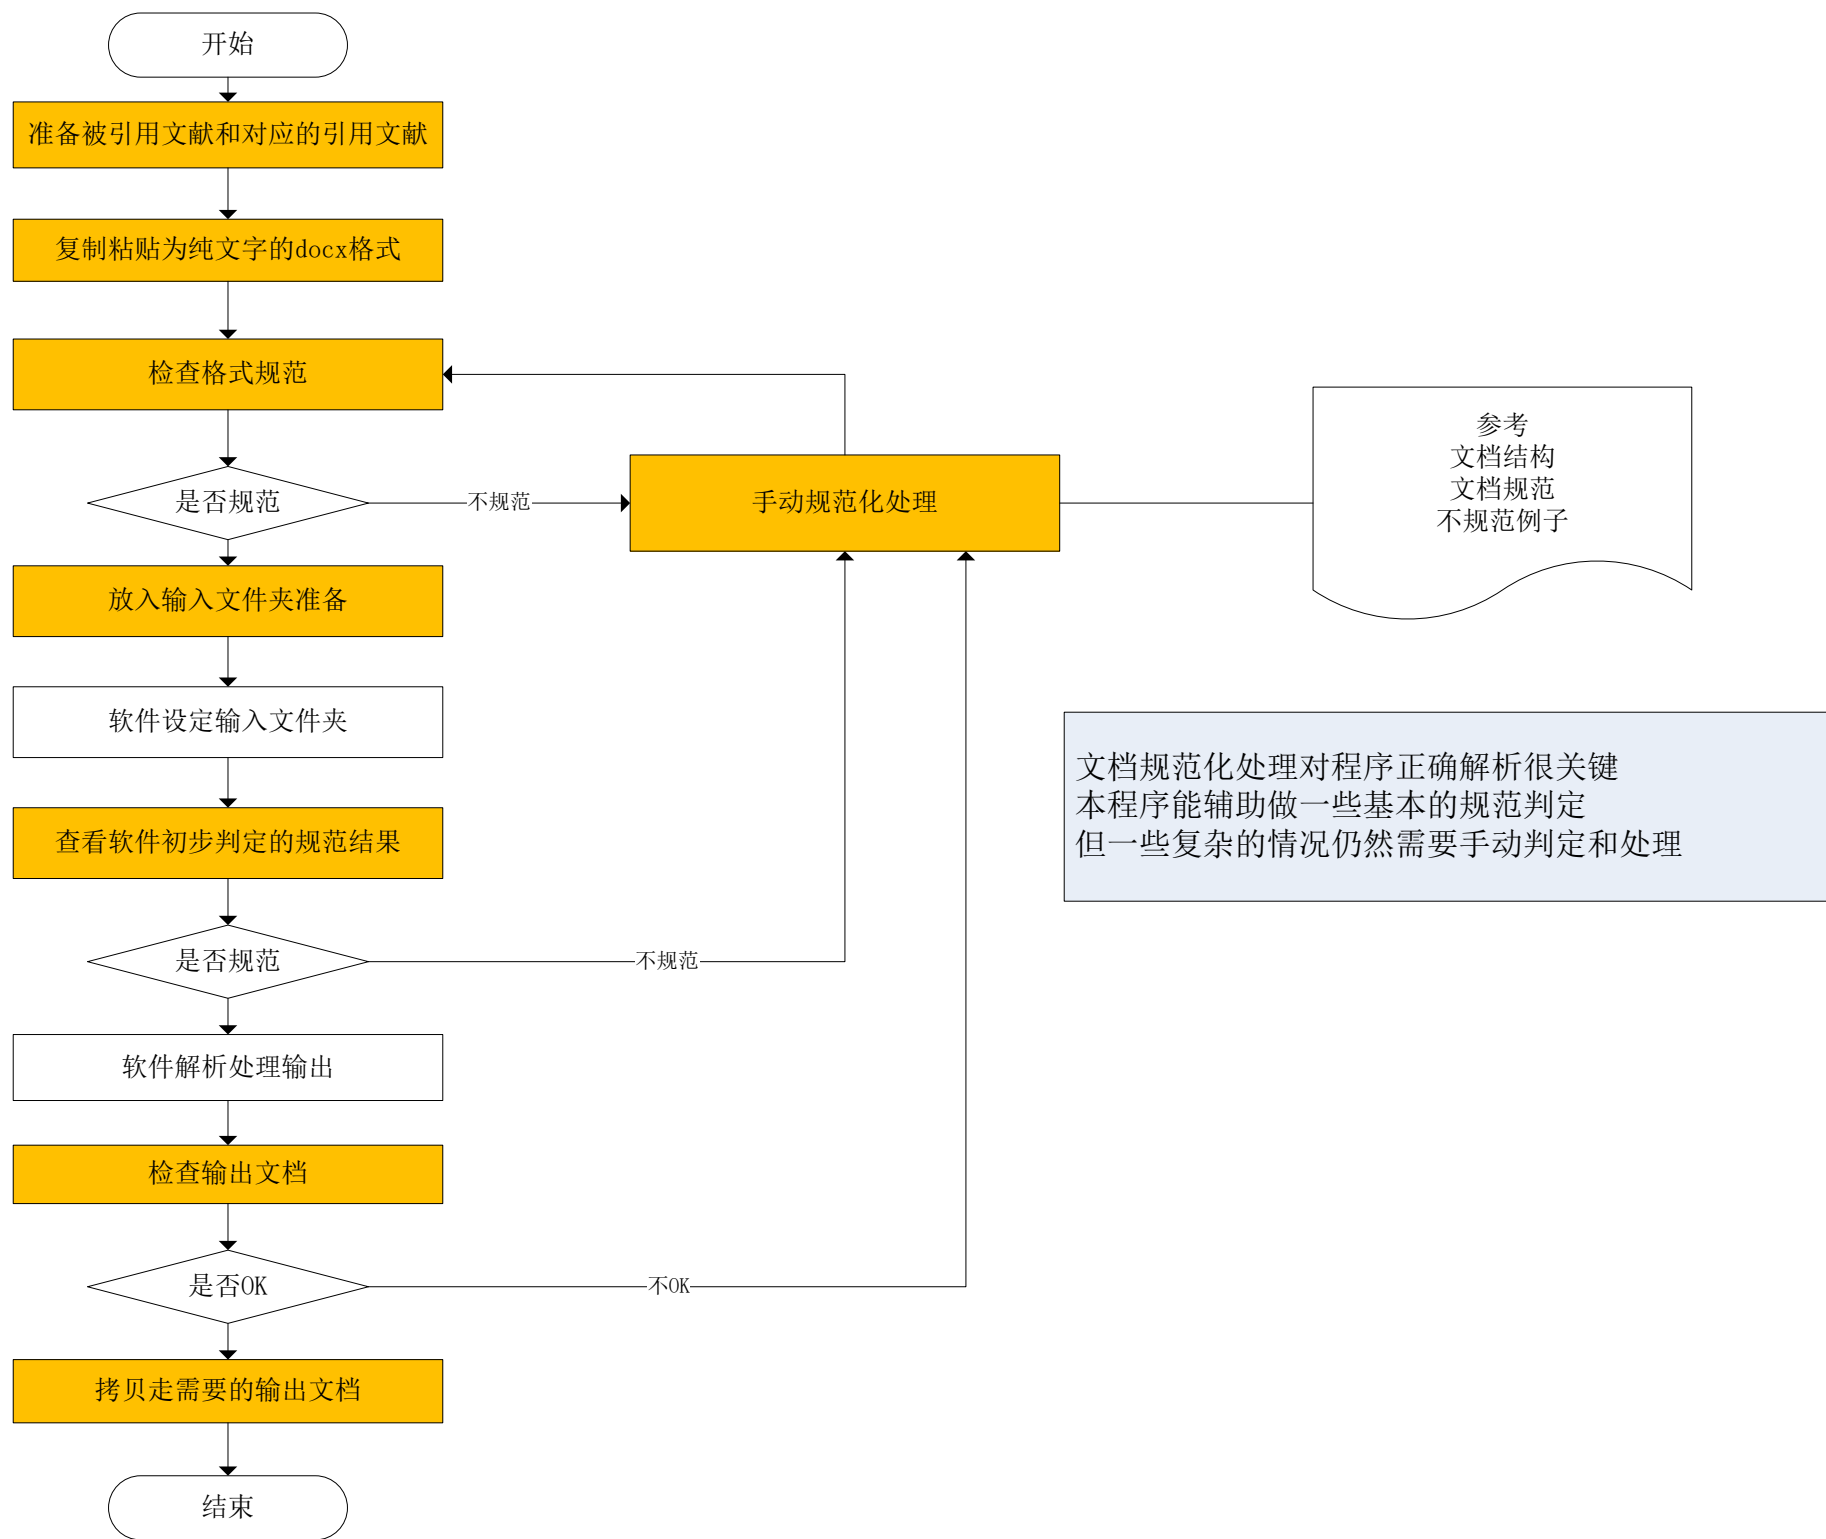 开始
准备被引用文献和对应的引用文献
复制粘贴为纯文字的docx格式
检查格式规范
是否规范
不规范
手动规范化处理
参考
文档结构
文档规范
不规范例子
放入输入文件夹准备
软件设定输入文件夹
文档规范化处理对程序正确解析很关键
本程序能辅助做一些基本的规范判定
但一些复杂的情况仍然需要手动判定和处理
查看软件初步判定的规范结果
是否规范
不规范
软件解析处理输出
检查输出文档
是否OK
不OK
拷贝走需要的输出文档
结束